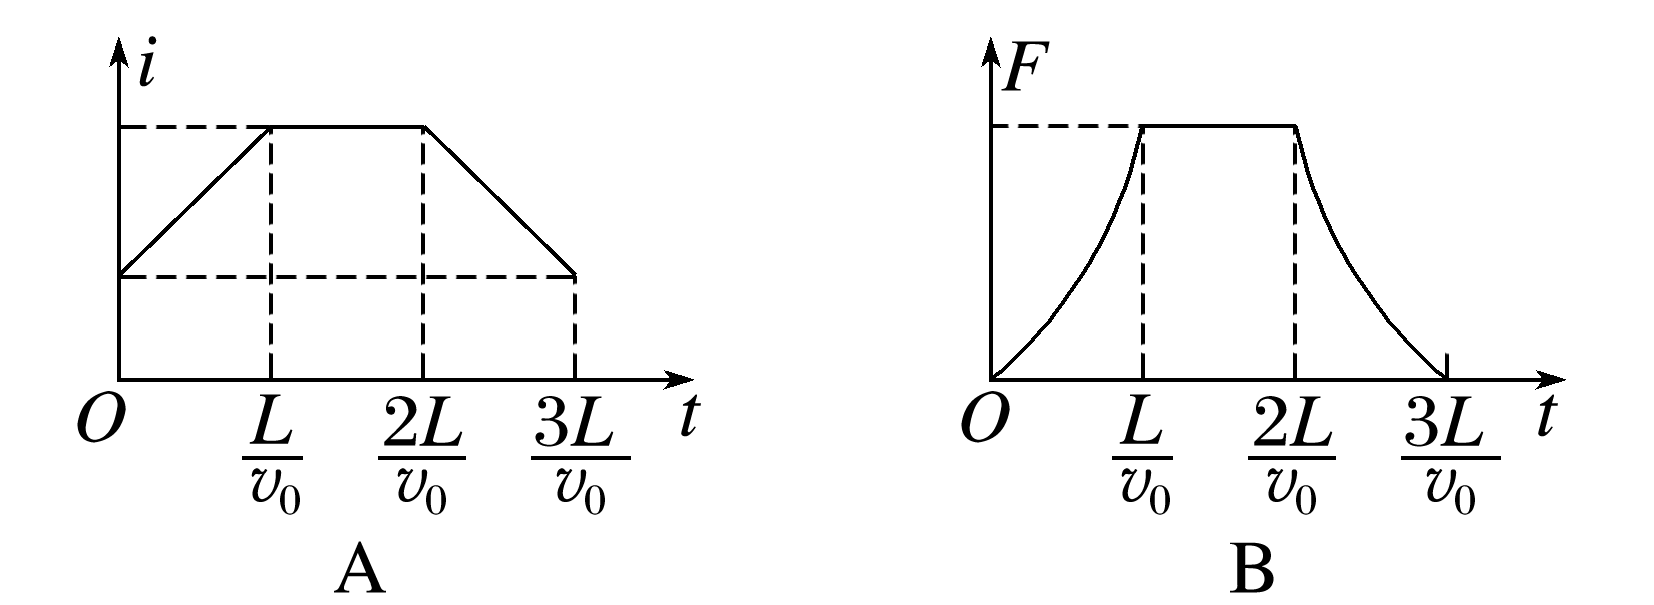 i F
O L/v₀ 2L/v₀ 3L/v₀ t O L/v₀ 2L/v₀ 3L/v₀ t
A B